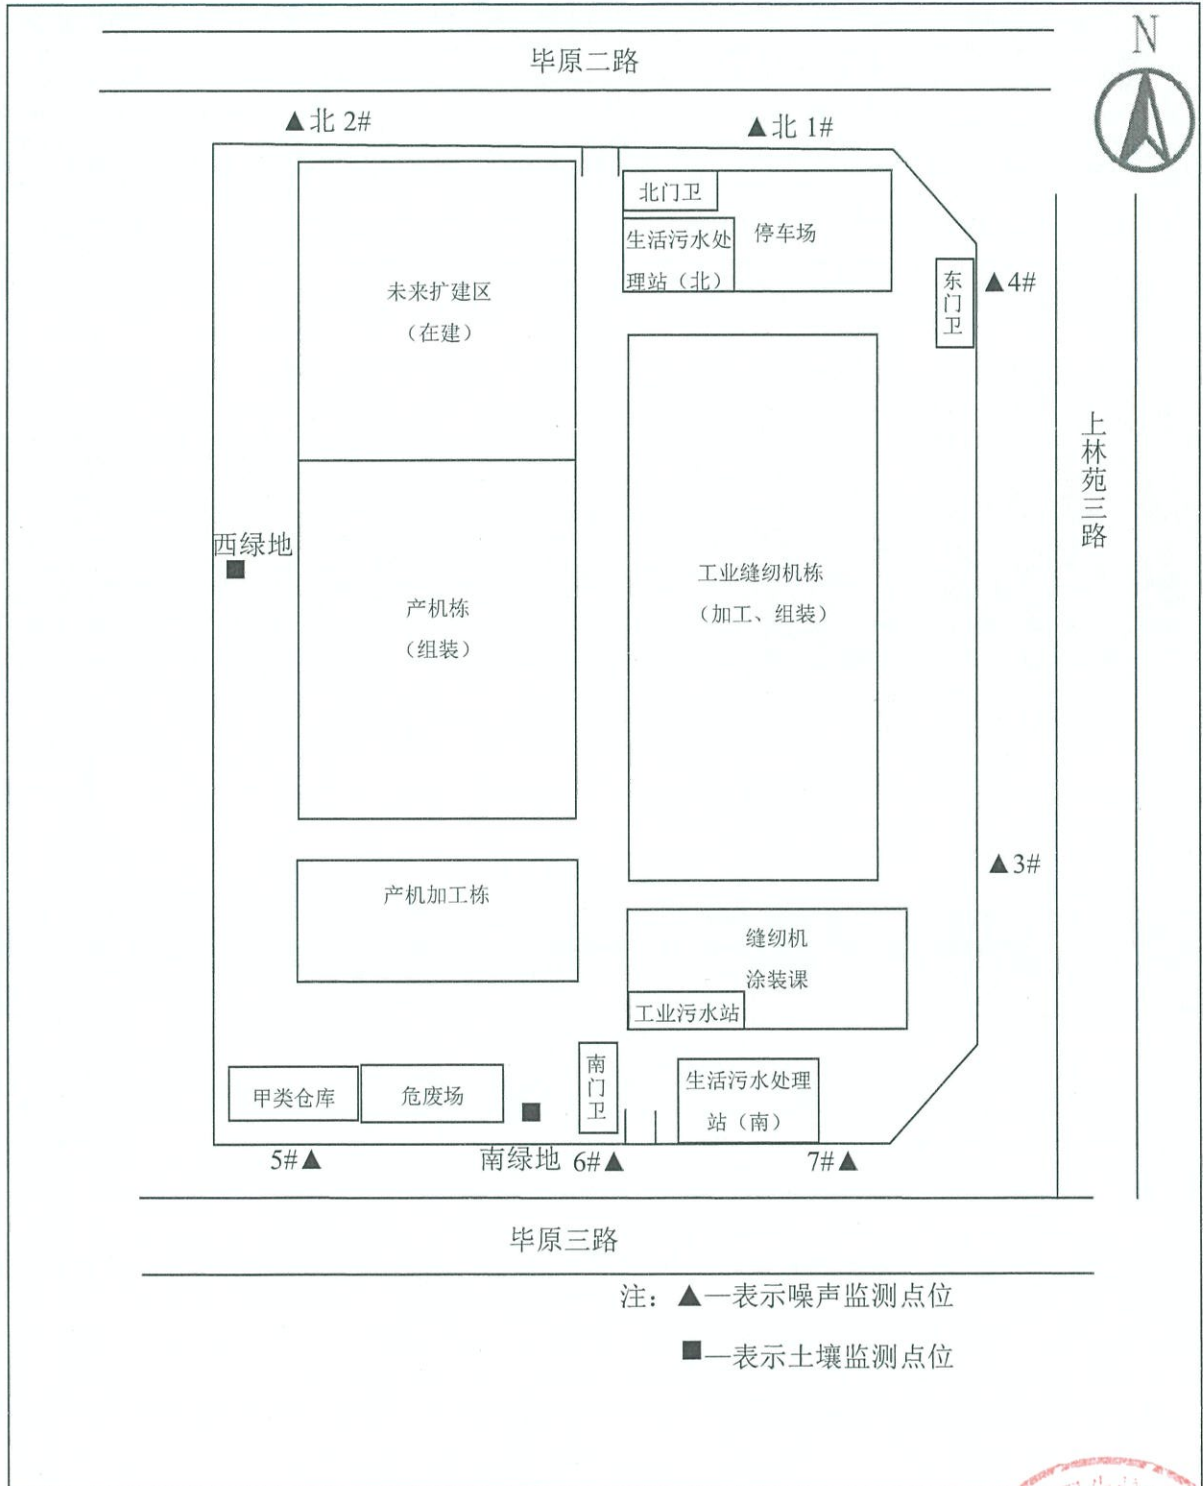 N
毕原二路
▲北 2#
▲北 1#
北门卫
生活污水处
理站（北）
停车场
未来扩建区
（在建）
东门卫
▲4#
上林苑三路
西绿地
产机栋
（组装）
工业缝纫机栋
（加工、组装）
▲3#
产机加工栋
缝纫机
涂装课
工业污水站
南门卫
生活污水处理
站（南）
甲类仓库
危废场
5#▲
南绿地
6#▲
7#▲
毕原三路
注：▲—表示噪声监测点位
■—表示土壤监测点位